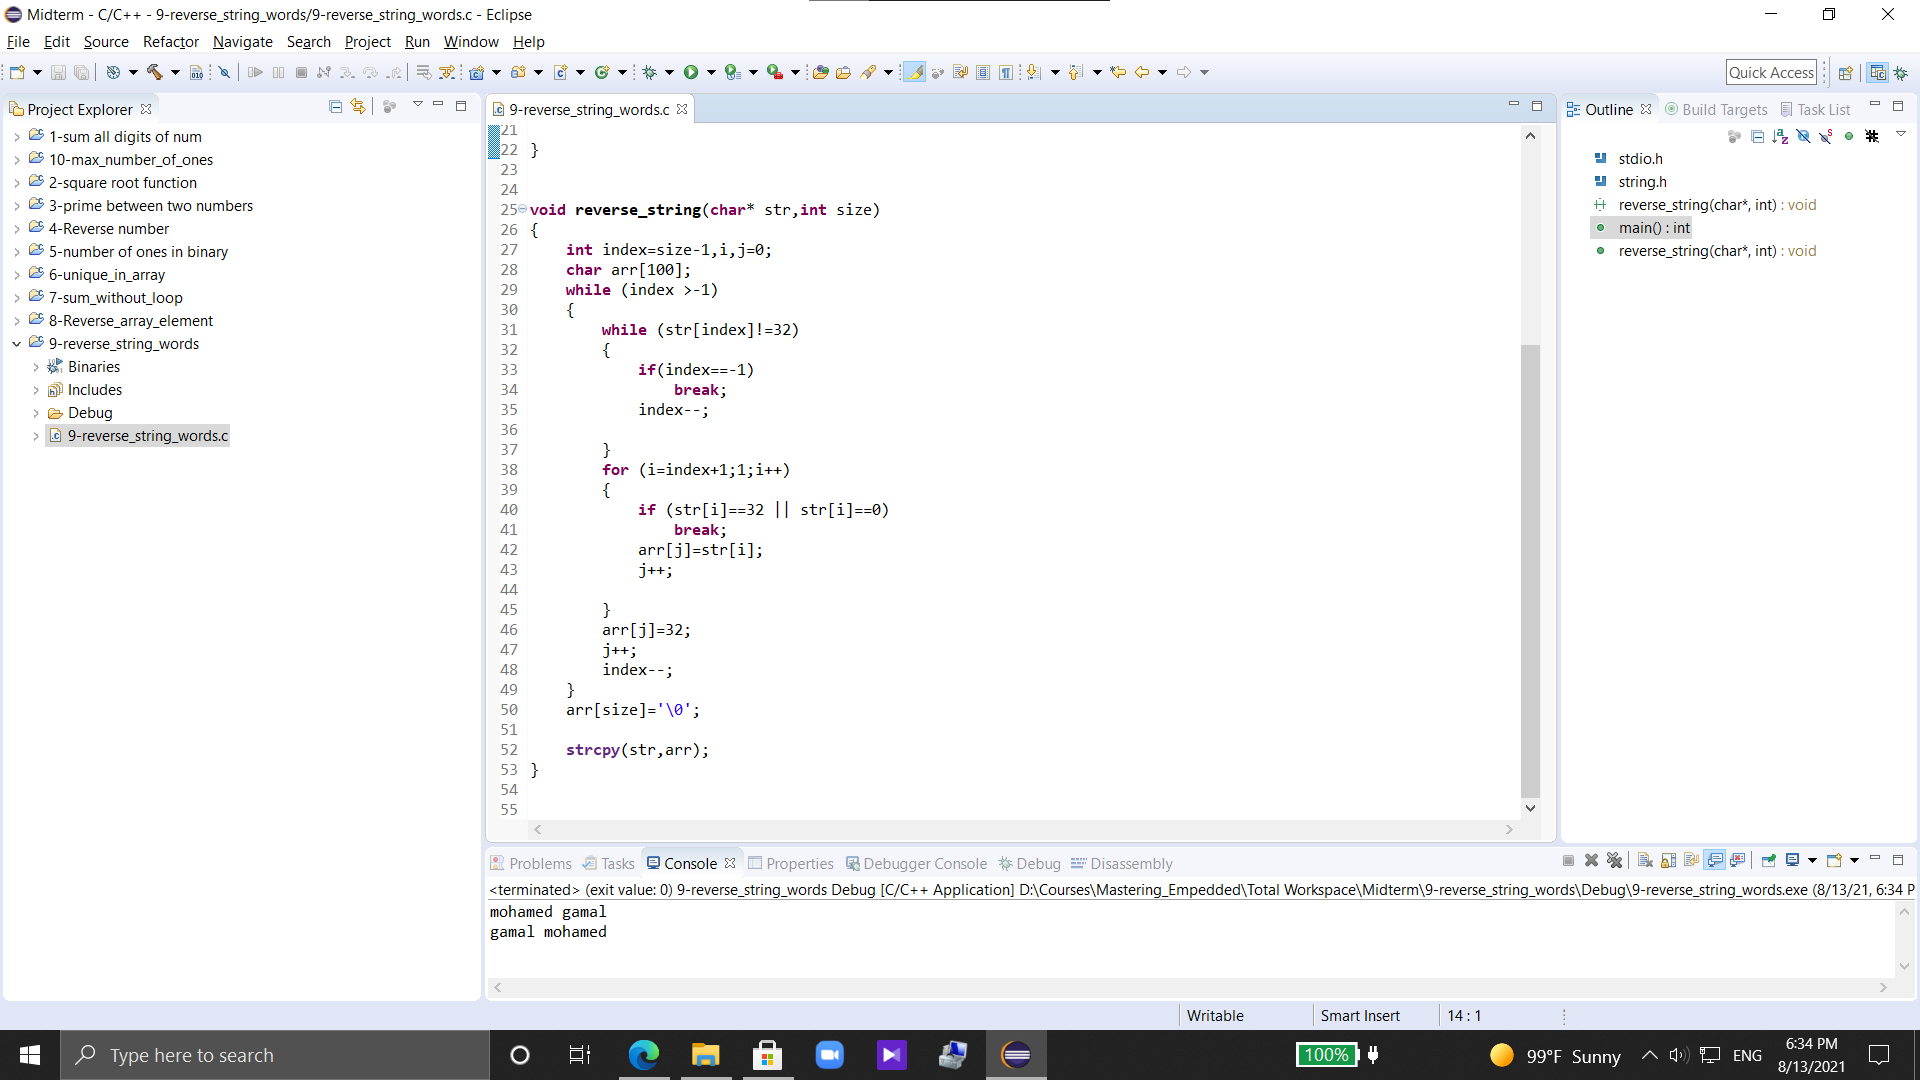 Midterm - C/C++ - 9-reverse_string_words/9-reverse_string_words.c - Eclipse
File Edit Source Refactor Navigate Search Project Run Window Help
Quick Access
Project Explorer
1-sum all digits of num
10-max_number_of_ones
2-square root function
3-prime between two numbers
4-Reverse number
5-number of ones in binary
6-unique_in_array
7-sum_without_loop
8-Reverse_array_element
9-reverse_string_words
Binaries
Includes
Debug
9-reverse_string_words.c
9-reverse_string_words.c
21
22 }
23
24
25 void reverse_string(char* str,int size)
26 {
27 int index=size-1,i,j=0;
28 char arr[100];
29 while (index >-1)
30 {
31 while (str[index]!=32)
32 {
33 if(index==-1)
34 break;
35 index--;
36
37 }
38 for (i=index+1;1;i++)
39 {
40 if (str[i]==32 || str[i]==0)
41 break;
42 arr[j]=str[i];
43 j++;
44
45 }
46 arr[j]=32;
47 j++;
48 index--;
49 }
50 arr[size]='\0';
51
52 strcpy(str,arr);
53 }
54
55
Outline Build Targets Task List
stdio.h
string.h
reverse_string(char*, int) : void
main() : int
reverse_string(char*, int) : void
Problems Tasks Console Properties Debugger Console Debug Disassembly
<terminated> (exit value: 0) 9-reverse_string_words Debug [C/C++ Application] D:\Courses\Mastering_Empedded\Total Workspace\Midterm\9-reverse_string_words\Debug\9-reverse_string_words.exe (8/13/21, 6:34 P
mohamed gamal
gamal mohamed
Writable Smart Insert 14 : 1
Type here to search
100%
99°F Sunny
ENG
6:34 PM
8/13/2021